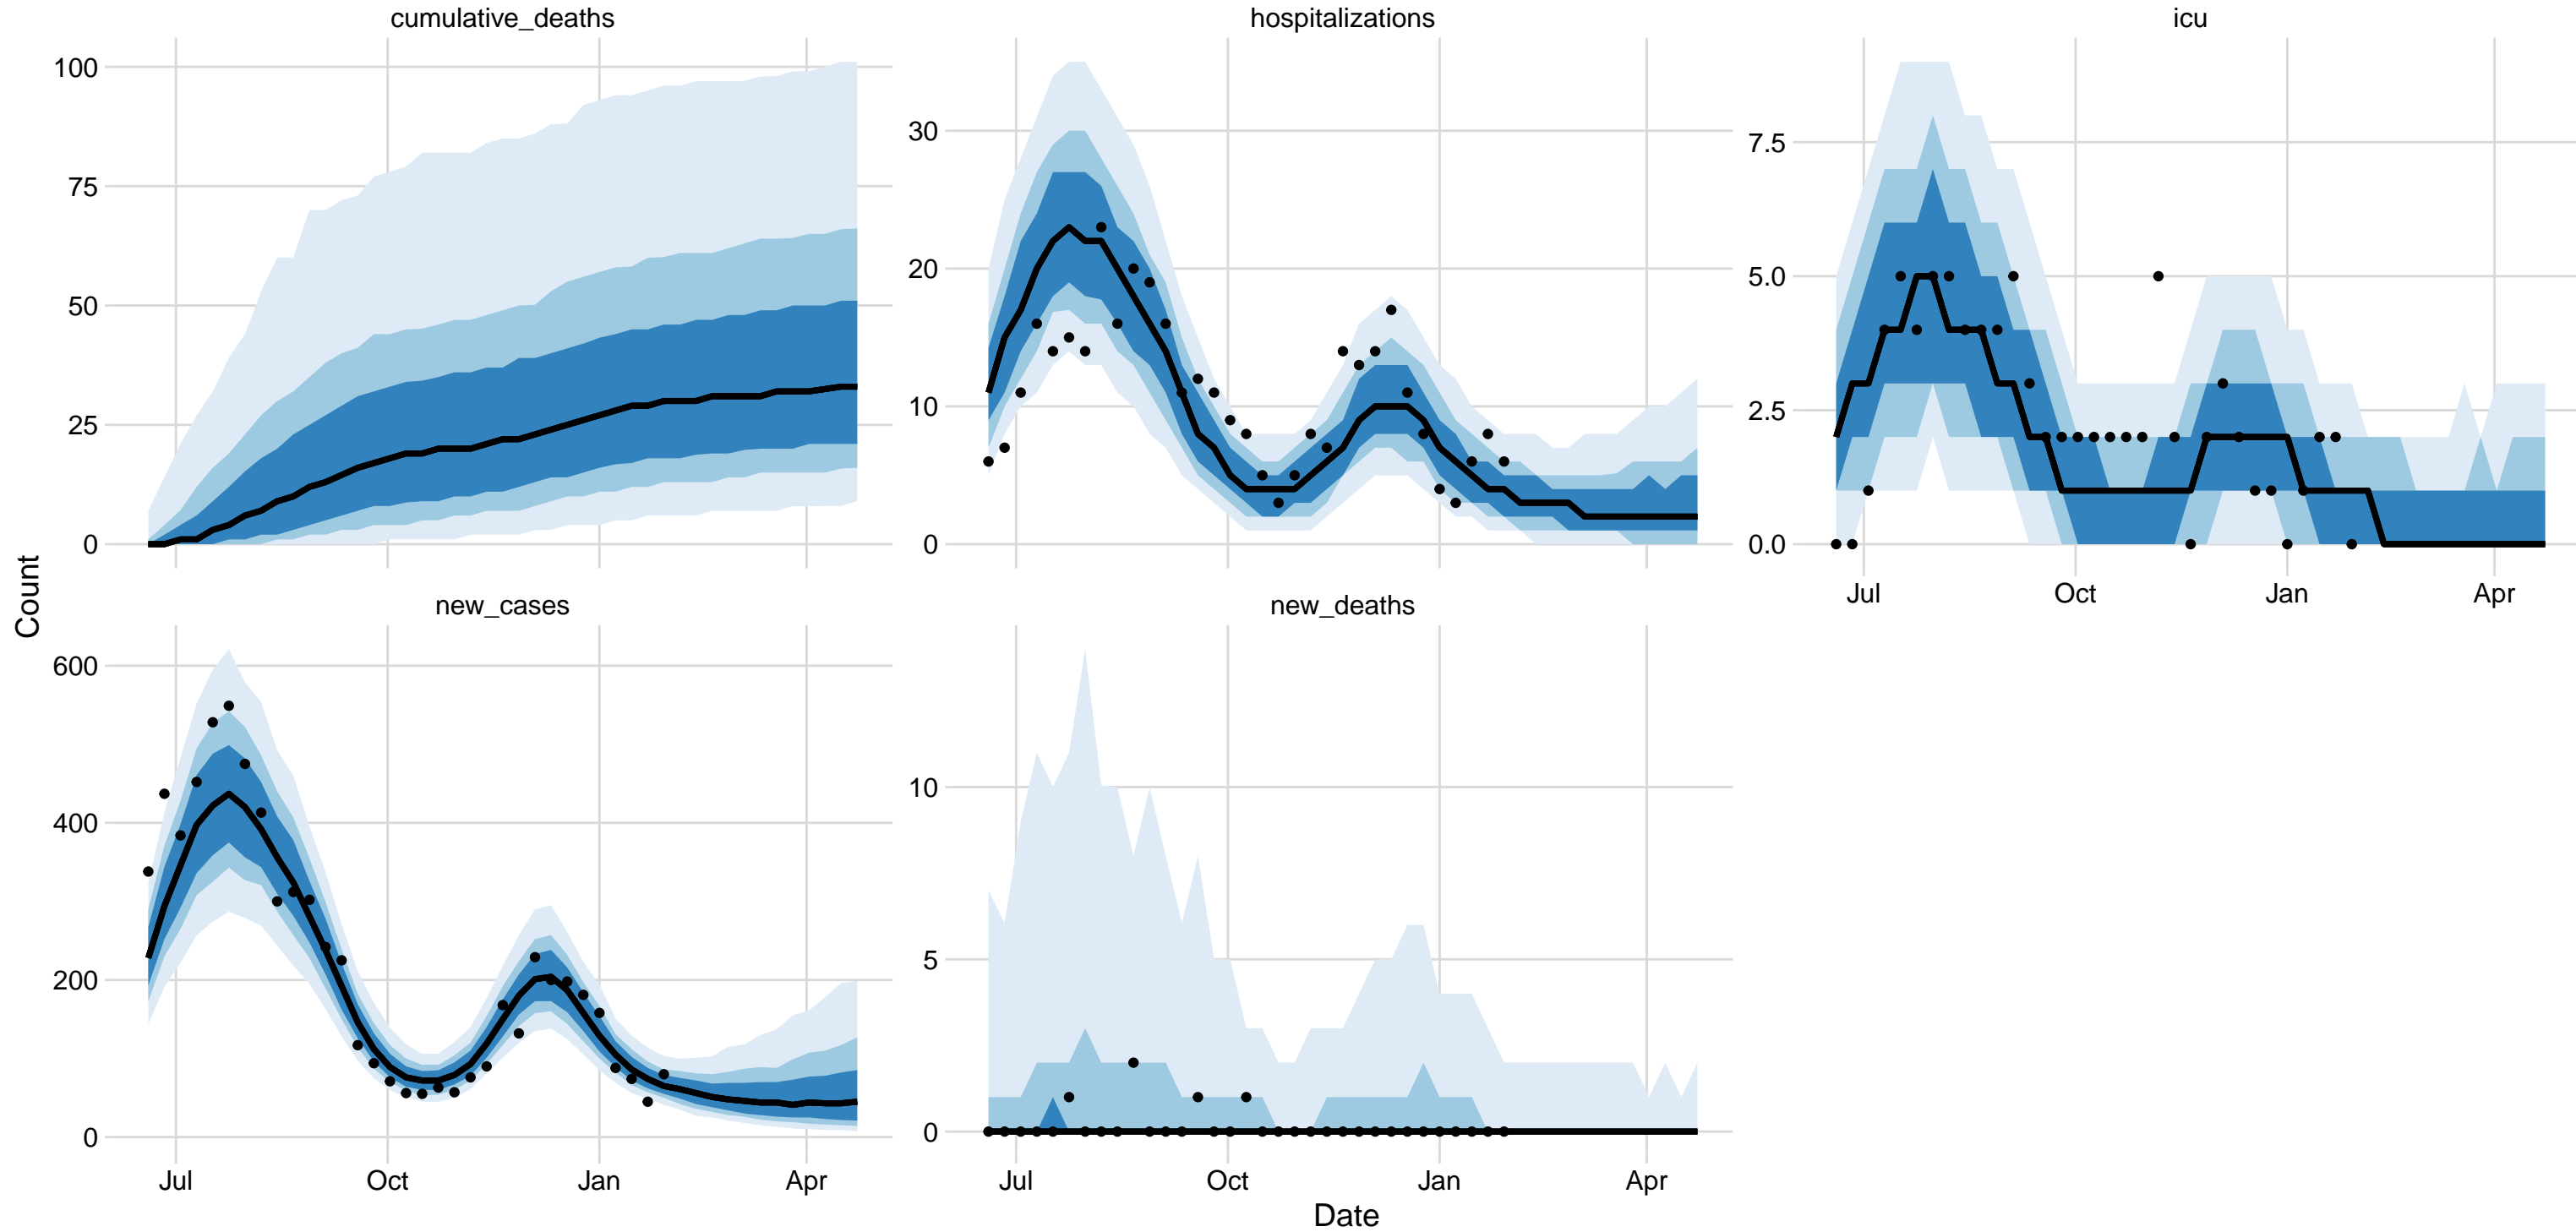 cumulative_deaths
hospitalizations
icu
100
75
50
25
0
30
20
10
0
7.5
5.0
2.5
0.0
Jul Oct Jan Apr
Count
new_cases
new_deaths
600
400
200
0
10
5
0
Jul Oct Jan Apr
Jul Oct Jan Apr
Date